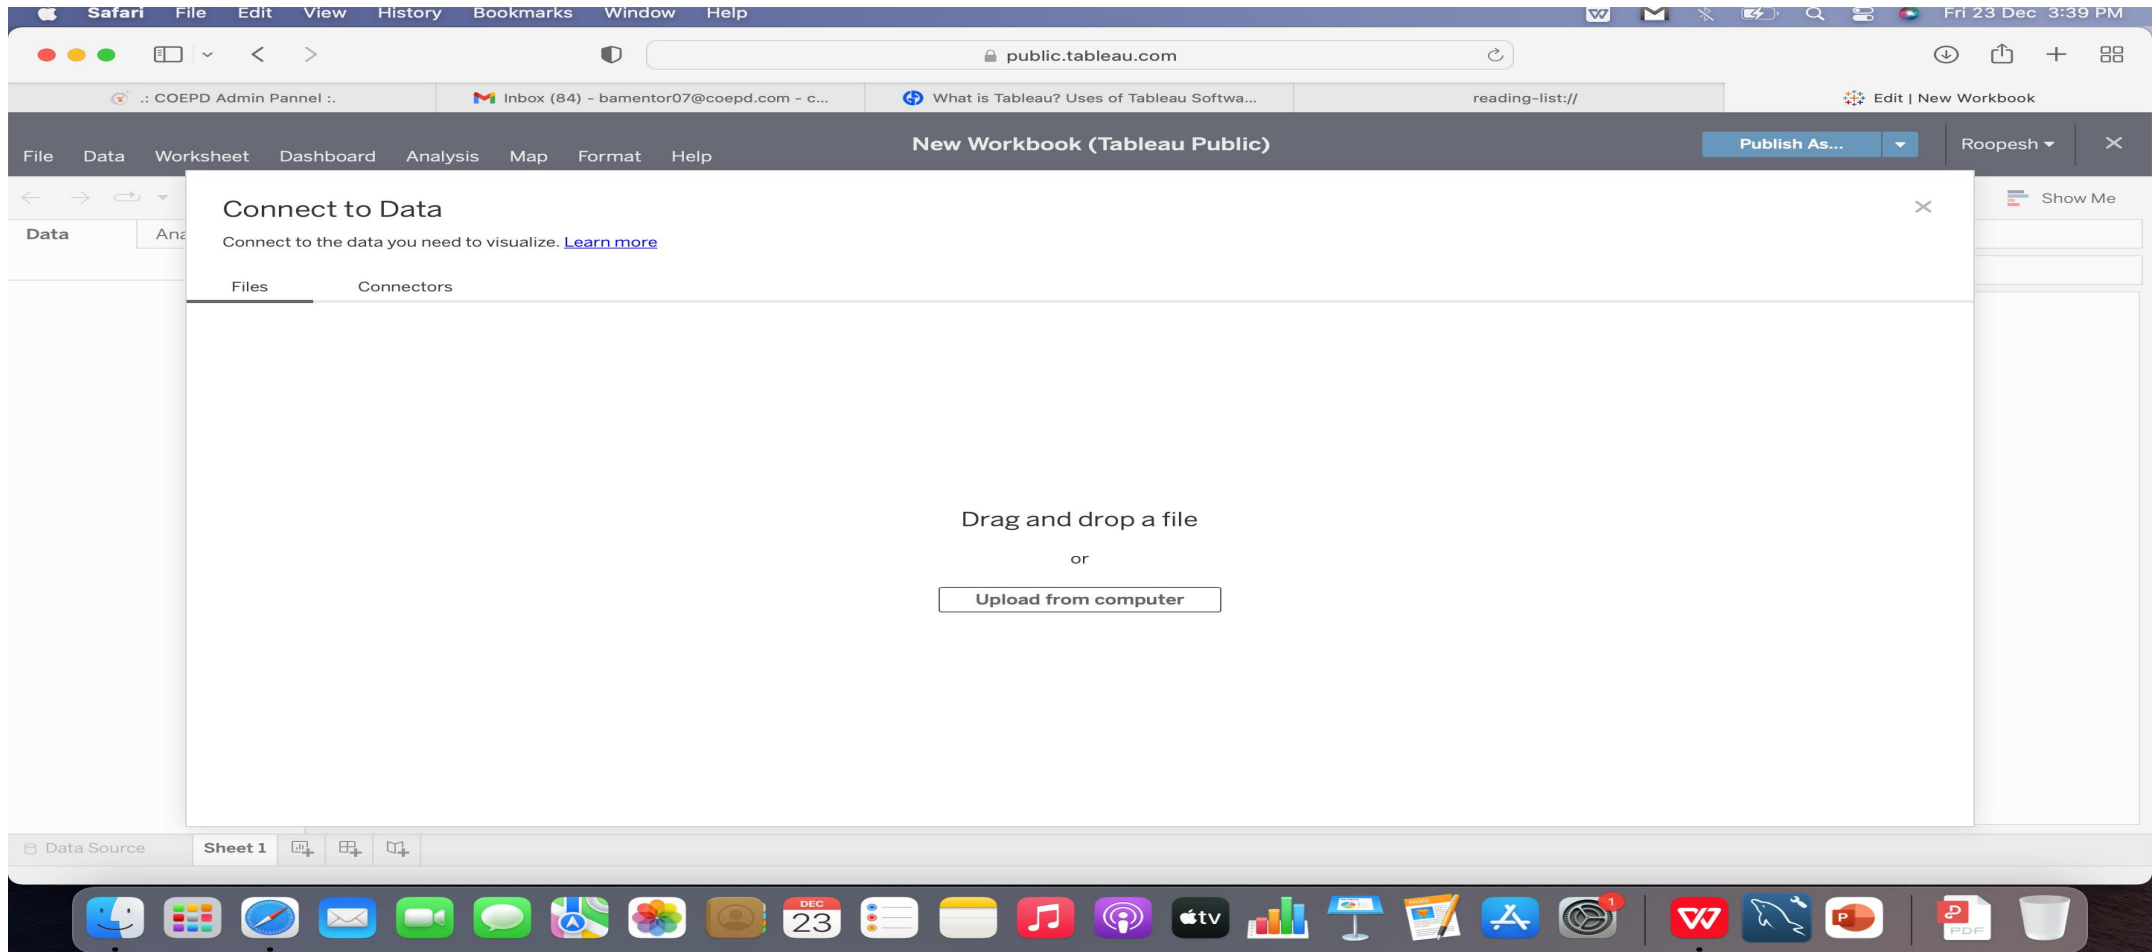 Safari File Edit View History Bookmarks Window Help Fri 23 Dec 3:39 PM
public.tableau.com
.: COEPD Admin Pannel :. Inbox (84) - bamentor07@coepd.com - c... What is Tableau? Uses of Tableau Softwa... reading-list:// Edit | New Workbook
New Workbook (Tableau Public) Publish As... Roopesh
File Data Worksheet Dashboard Analysis Map Format Help
Show Me
Connect to Data
Data Ana
Connect to the data you need to visualize. Learn more
Files Connectors
Drag and drop a file
or
Upload from computer
Data Source Sheet 1
DEC
23
tv
1
P
PDF